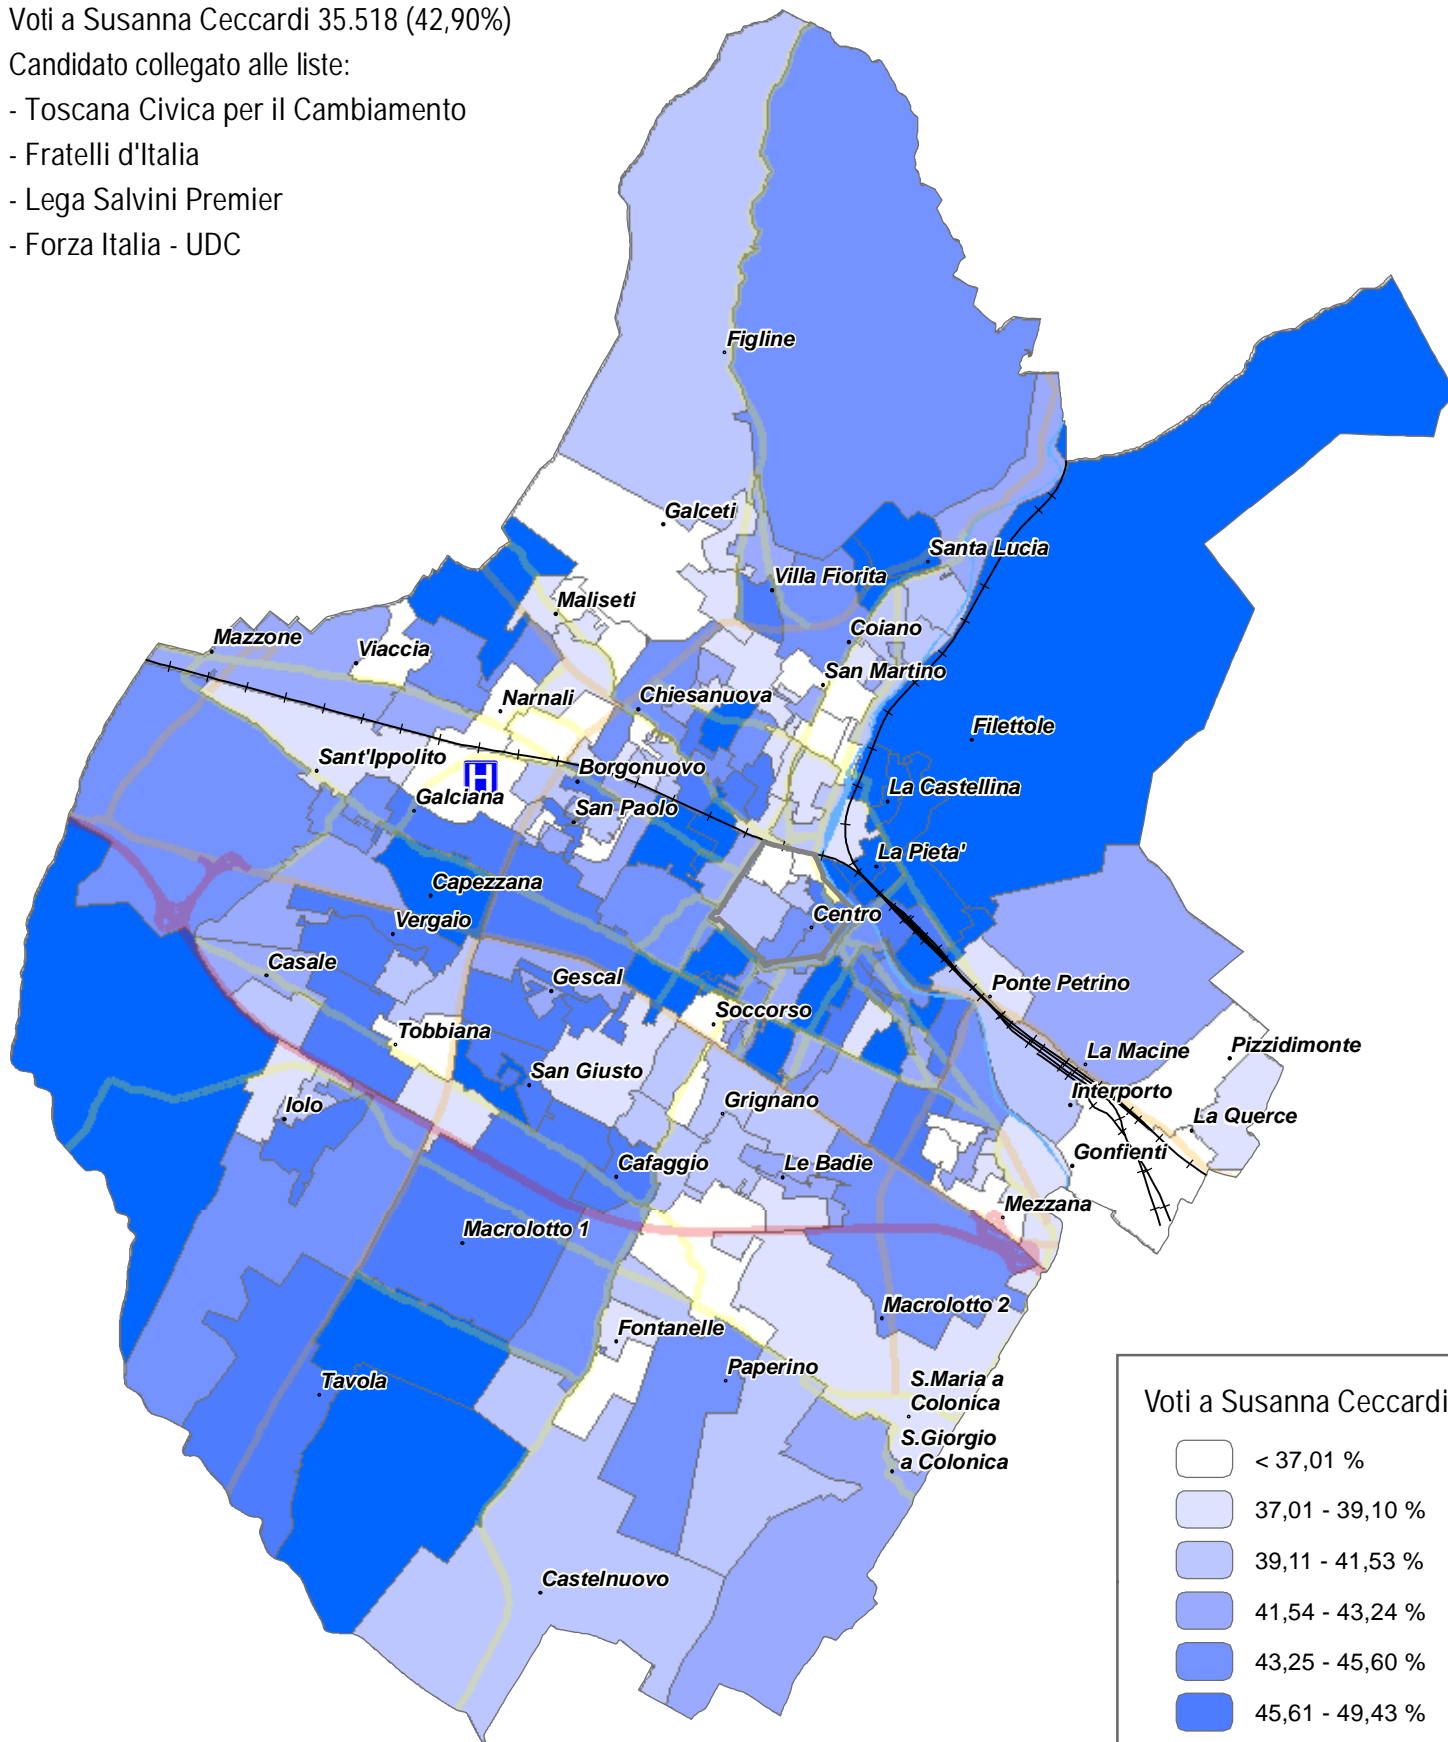 Voti a Susanna Ceccardi 35.518 (42,90%)
Candidato collegato alle liste:
- Toscana Civica per il Cambiamento
- Fratelli d'Italia
- Lega Salvini Premier
- Forza Italia - UDC
Figline
Galceti
Santa Lucia
Villa Fiorita
Maliseti
Coiano
Mazzone
Viaccia
San Martino
Narnali
Chiesanuova
Filettole
Sant'Ippolito
Borgonuovo
H
La Castellina
Galciana
San Paolo
La Pieta'
Capezzana
Centro
Vergaio
Casale
Gescal
Ponte Petrino
Soccorso
Tobbiana
La Macine
Pizzidimonte
San Giusto
Interporto
Iolo
Grignano
La Querce
Gonfienti
Cafaggio
Le Badie
Mezzana
Macrolotto 1
Macrolotto 2
Fontanelle
Paperino
Tavola
S.Maria a
Colonica
S.Giorgio
a Colonica
Castelnuovo
Voti a Susanna Ceccardi
< 37,01 %
37,01 - 39,10 %
39,11 - 41,53 %
41,54 - 43,24 %
43,25 - 45,60 %
45,61 - 49,43 %